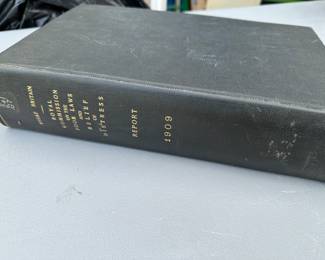 GREAT BRITAIN
ROYAL
COMMISSION
ON THE
POOR LAWS
AND
RELIEF
OF
DISTRESS
REPORT
1909